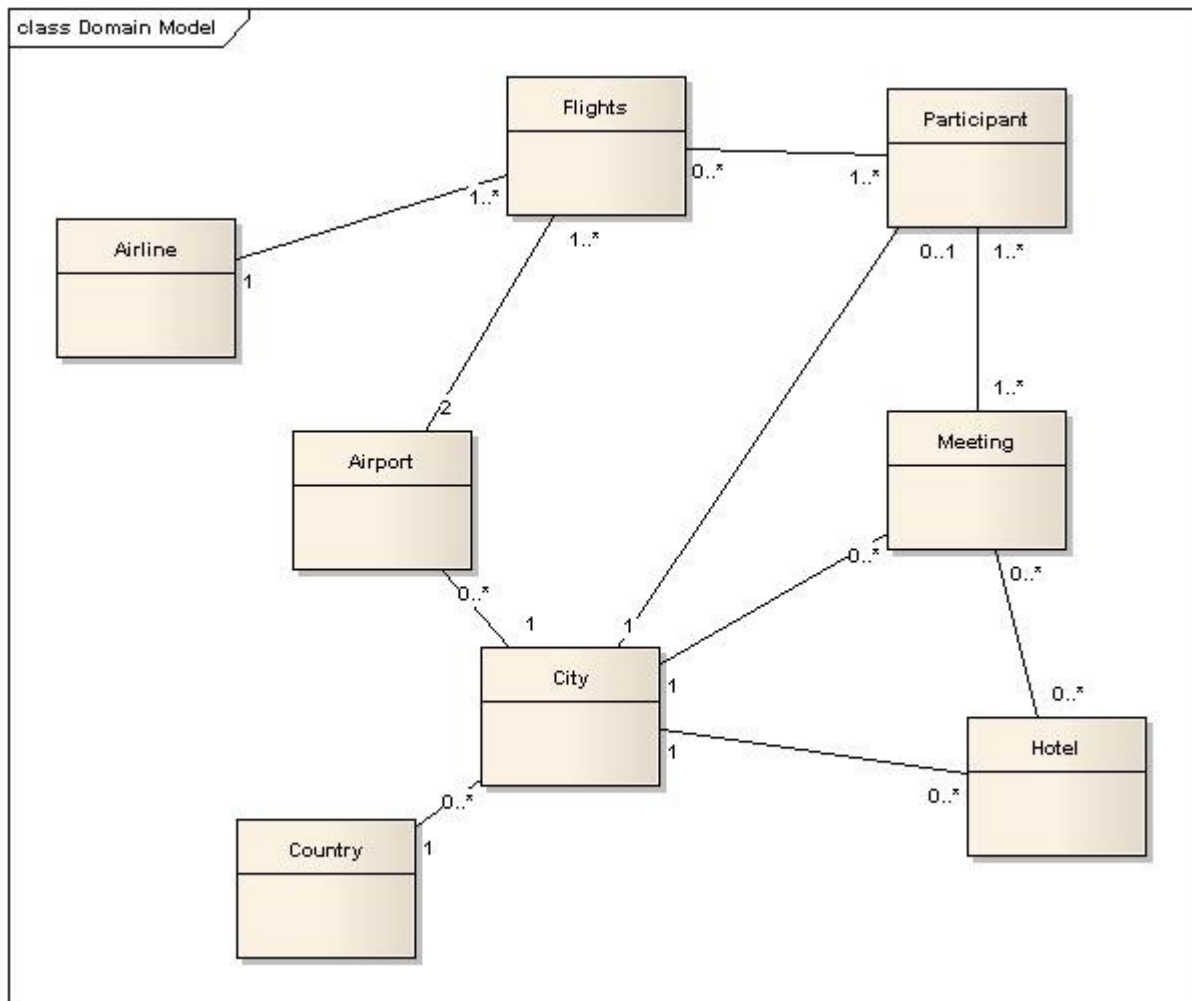 class Domain Model
Flights
Participant
0..*
1..*
1..*
Airline
1..*
0..1
1..*
1
2
1..*
Airport
Meeting
0..*
0..*
0..*
1
1
City
1
0..*
1
Hotel
0..*
0..*
Country
1